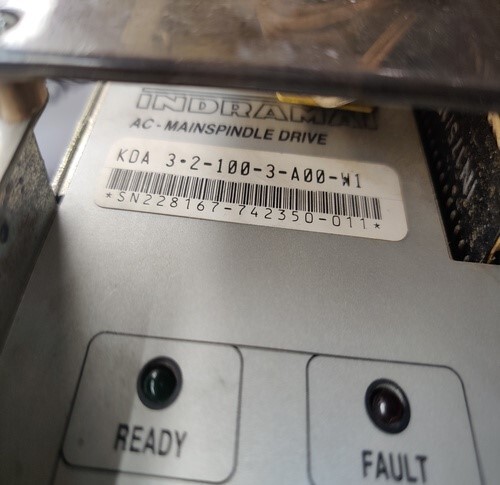 INDRAMAT
AC-MAINSPINDLE DRIVE
KDA 3•2-100-3-A00-W1
*SN228167-742350-011*
READY
FAULT